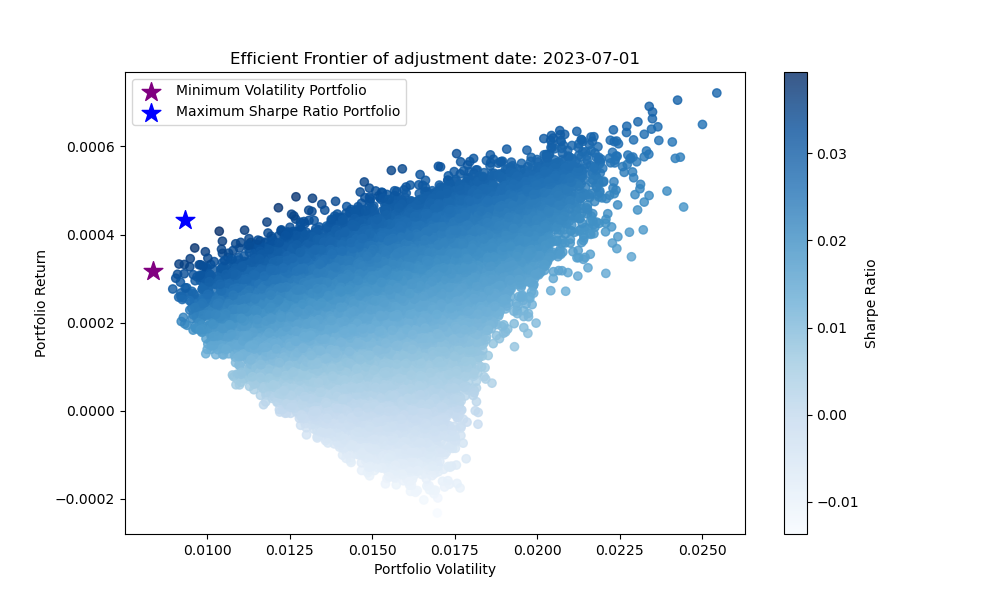 Efficient Frontier of adjustment date: 2023-07-01
Minimum Volatility Portfolio
Maximum Sharpe Ratio Portfolio
Portfolio Return
0.0006
0.0004
0.0002
0.0000
−0.0002
0.0100 0.0125 0.0150 0.0175 0.0200 0.0225 0.0250
Portfolio Volatility
0.03
0.02
0.01
0.00
−0.01
Sharpe Ratio